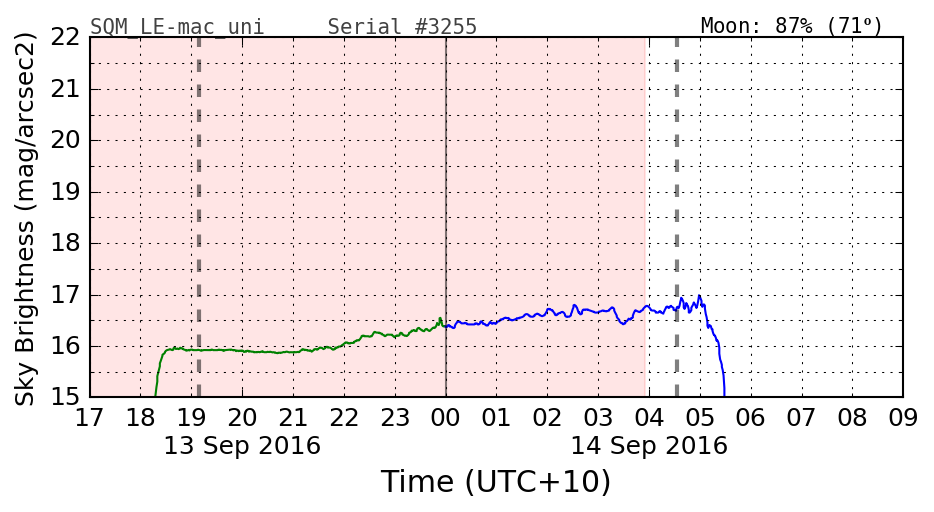 SQM_LE-mac_uni Serial #3255 Moon: 87% (71°)
22
21
20
19
18
17
16
15
Sky Brightness (mag/arcsec2)
17 18 19 20 21 22 23 00 01 02 03 04 05 06 07 08 09
13 Sep 2016 14 Sep 2016
Time (UTC+10)